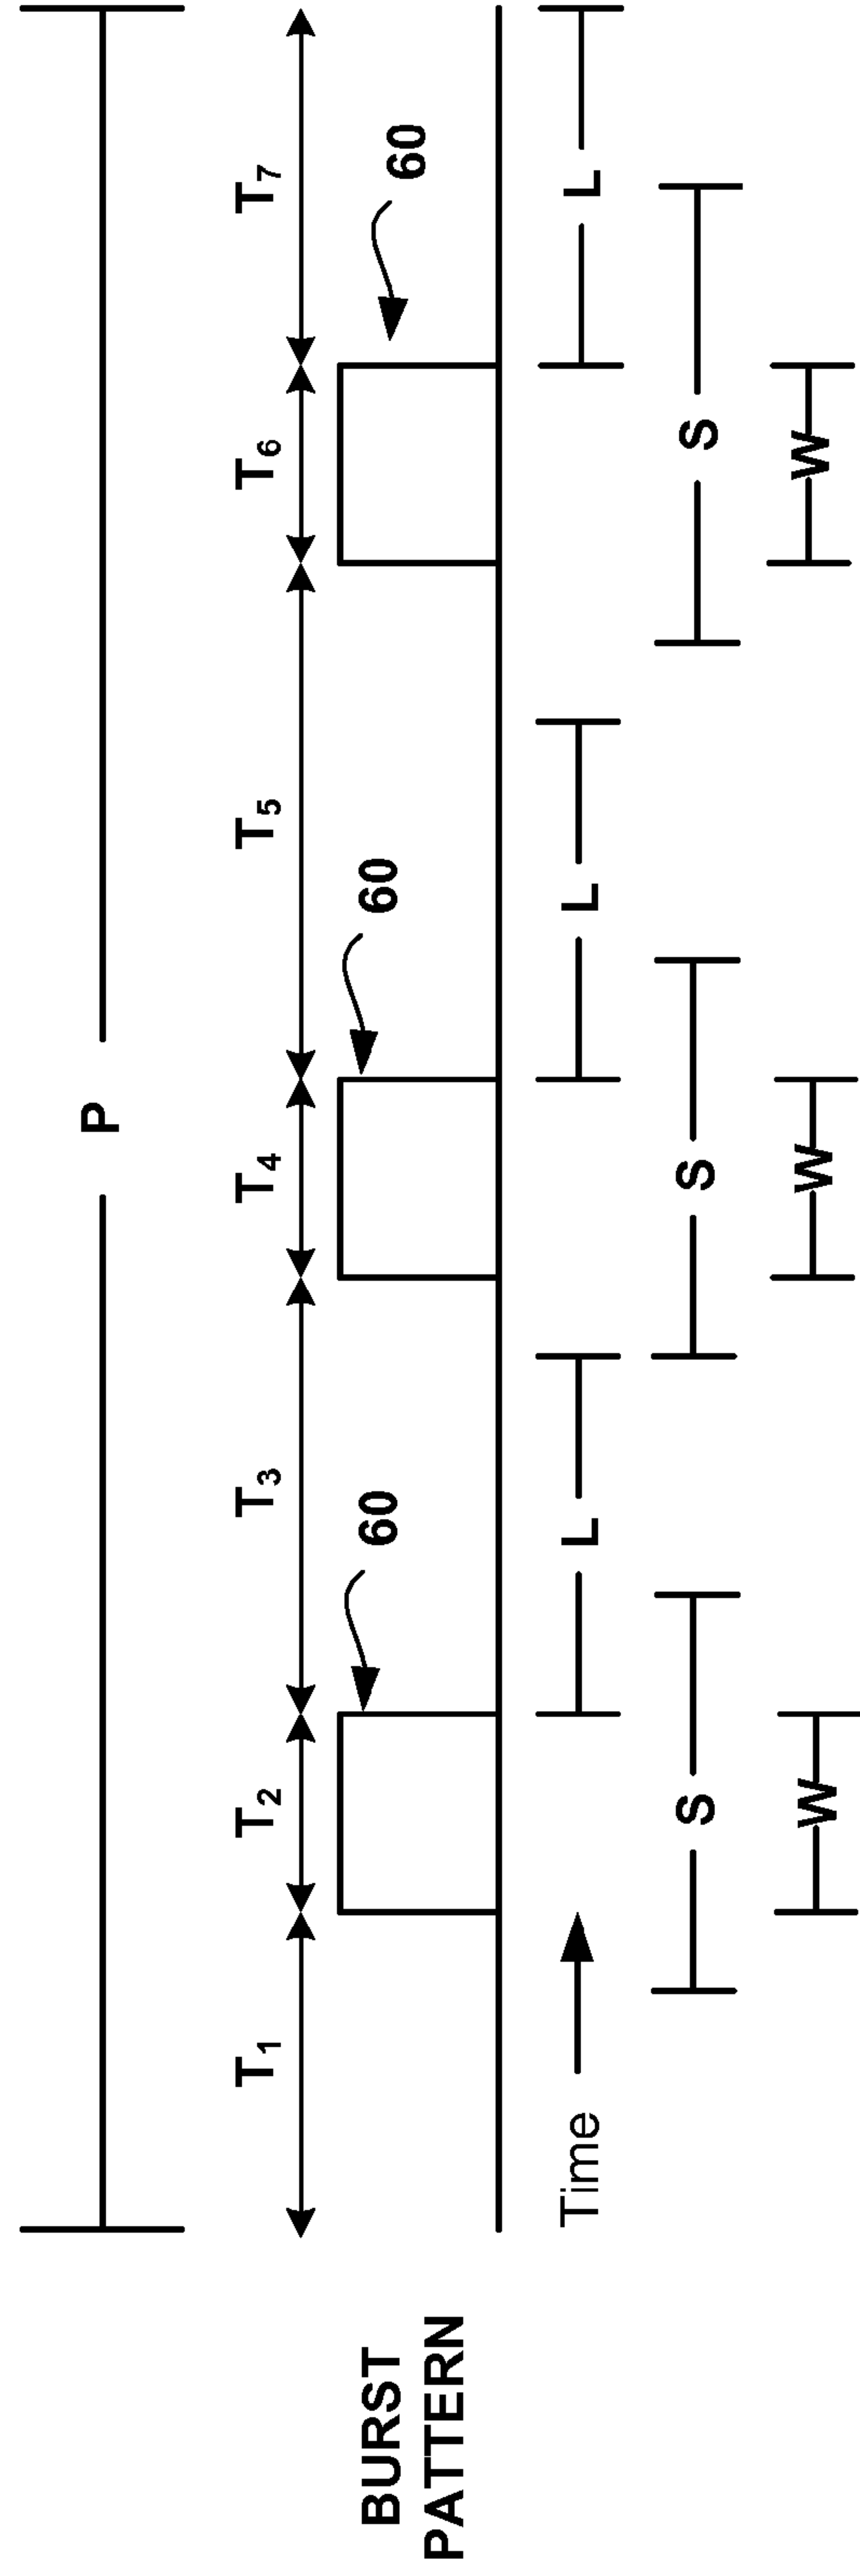 P
T1 T2 T3 T4 T5 T6 T7
60 60 60
BURST
PATTERN
Time L L L
S S S
W W W